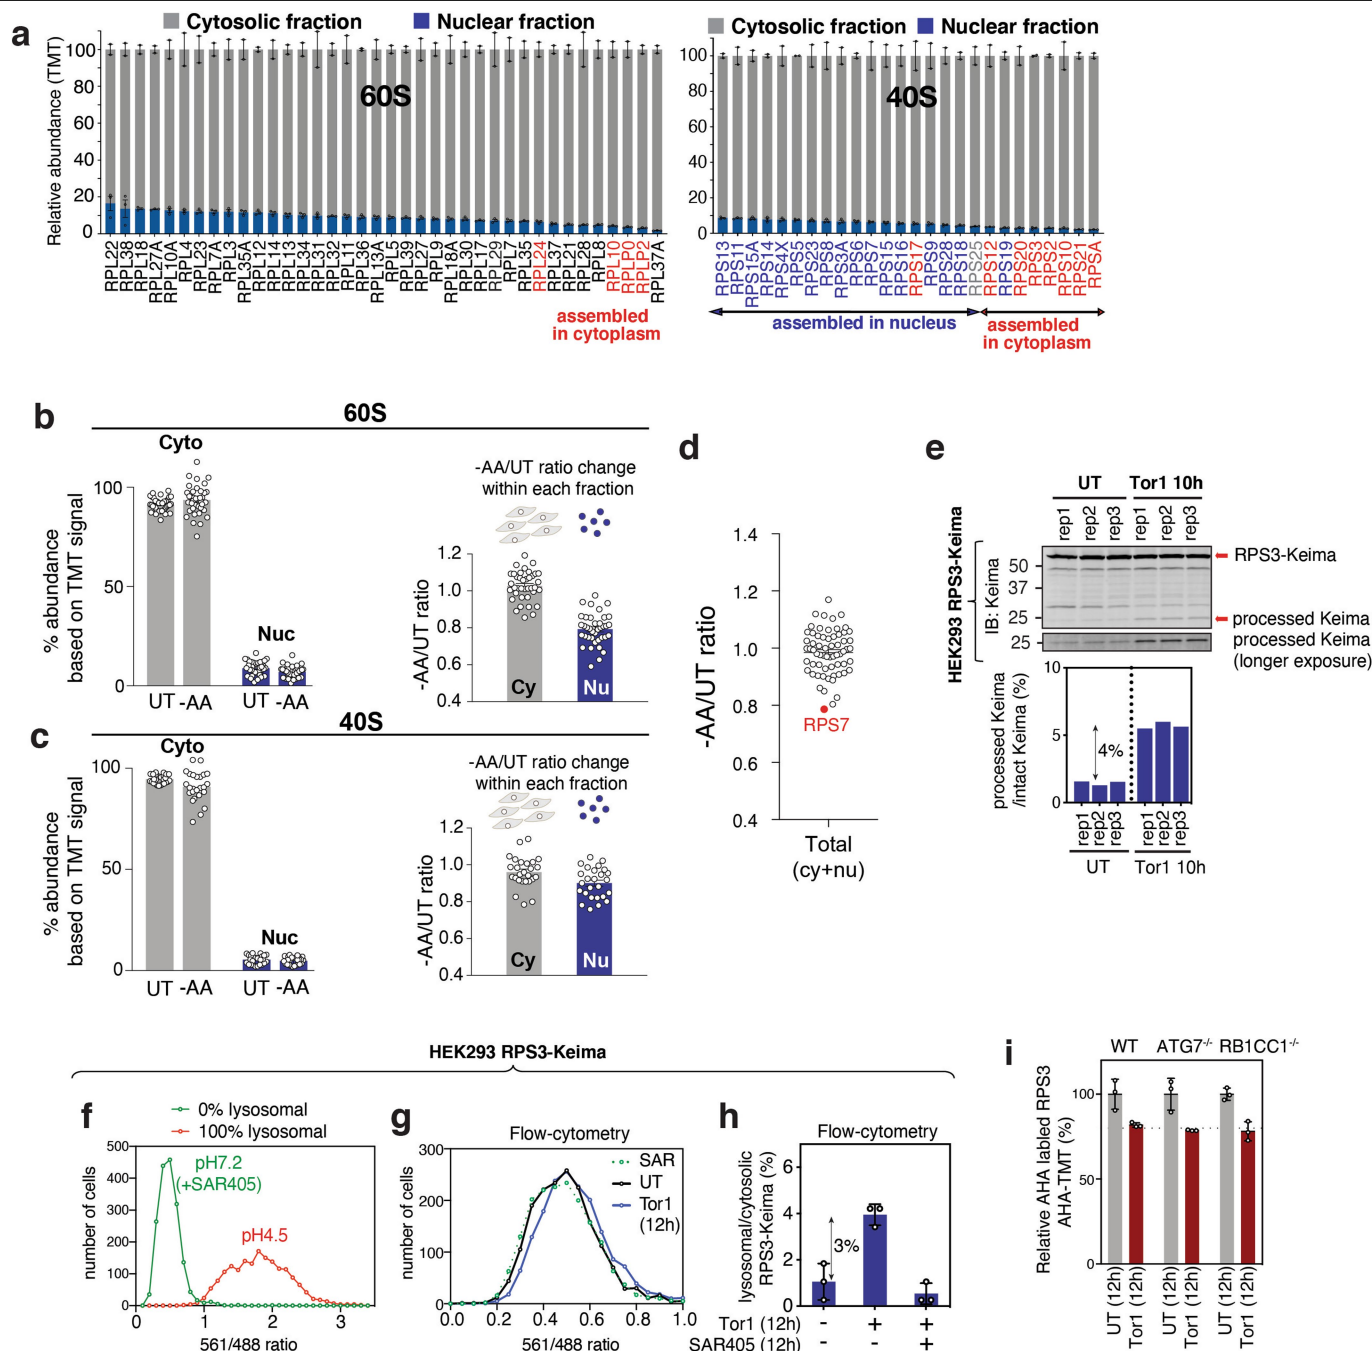 a
Cytosolic fraction
Nuclear fraction
Relative abundance (TMT)
100
80
60
40
20
0
60S
RPL22
RPL38
RPL18
RPL27A
RPL10A
RPL4
RPL23
RPL7A
RPL3
RPL35A
RPL12
RPL14
RPL13
RPL34
RPL31
RPL32
RPL11
RPL36
RPL13A
RPL5
RPL39
RPL27
RPL9
RPL18A
RPL30
RPL17
RPL29
RPL7
RPL35
RPL24
RPL37
RPL21
RPL28
RPL8
RPL10
RPLP0
RPLP2
RPL37A
assembled
in cytoplasm
Cytosolic fraction
Nuclear fraction
100
80
60
40
20
0
40S
RPS13
RPS11
RPS15A
RPS14
RPS4X
RPS5
RPS23
RPS8
RPS3A
RPS6
RPS7
RPS15
RPS16
RPS17
RPS9
RPS28
RPS18
RPS25
RPS12
RPS19
RPS20
RPS3
RPS2
RPS10
RPS21
RPSA
assembled in nucleus
assembled
in cytoplasm
b
60S
Cyto
% abundance
based on TMT signal
100
50
0
Nuc
UT -AA
UT -AA
-AA/UT ratio change
within each fraction
-AA/UT ratio
1.2
1.0
0.8
0.6
0.4
Cy
Nu
c
40S
Cyto
% abundance
based on TMT signal
100
50
0
Nuc
UT -AA
UT -AA
-AA/UT ratio change
within each fraction
-AA/UT ratio
1.2
1.0
0.8
0.6
0.4
Cy
Nu
d
-AA/UT ratio
1.4
1.2
1.0
0.8
0.6
0.4
RPS7
Total
(cy+nu)
e
HEK293 RPS3-Keima
UT
Tor1 10h
rep1
rep2
rep3
rep1
rep2
rep3
IB: Keima
50
37
25
25
RPS3-Keima
processed Keima
processed Keima
(longer exposure)
processed Keima
/intact Keima (%)
10
5
0
4%
rep1
rep2
rep3
rep1
rep2
rep3
UT
Tor1 10h
HEK293 RPS3-Keima
f
0% lysosomal
100% lysosomal
number of cells
500
400
300
200
100
0
pH7.2
(+SAR405)
pH4.5
0
1
2
3
561/488 ratio
g
Flow-cytometry
number of cells
300
200
100
0
SAR
UT
Tor1
(12h)
0.0
0.2
0.4
0.6
0.8
1.0
561/488 ratio
h
Flow-cytometry
lysosomal/cytosolic
RPS3-Keima (%)
6
4
2
0
3%
Tor1 (12h) - + +
SAR405 (12h) - - +
i
WT
ATG7-/-
RB1CC1-/-
Relative AHA labled RPS3
AHA-TMT (%)
100
50
0
UT (12h)
Tor1 (12h)
UT (12h)
Tor1 (12h)
UT (12h)
Tor1 (12h)